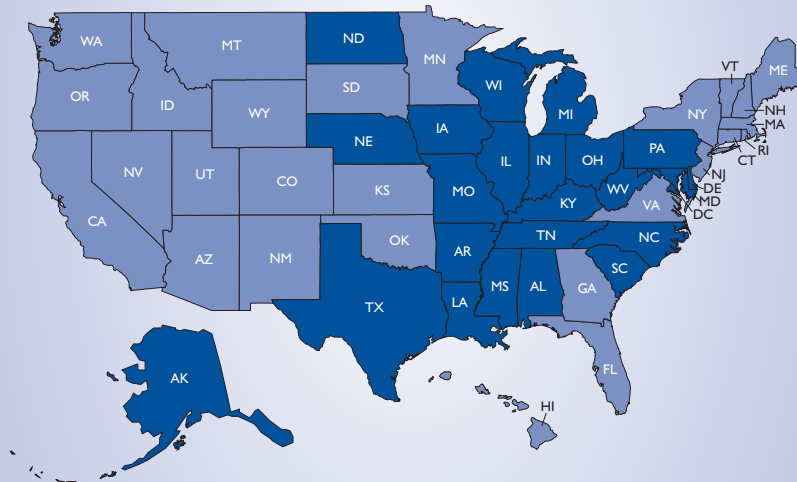 WA
MT
ND
MN
VT
ME
OR
ID
SD
WI
NY
NH
WY
MI
MA
IA
NE
PA
RI
CT
NV
UT
IL
IN
OH
NJ
CO
KS
MO
WV
DE
KY
VA
MD
DC
CA
TN
NC
AZ
NM
OK
AR
SC
MS
AL
GA
LA
TX
FL
AK
HI